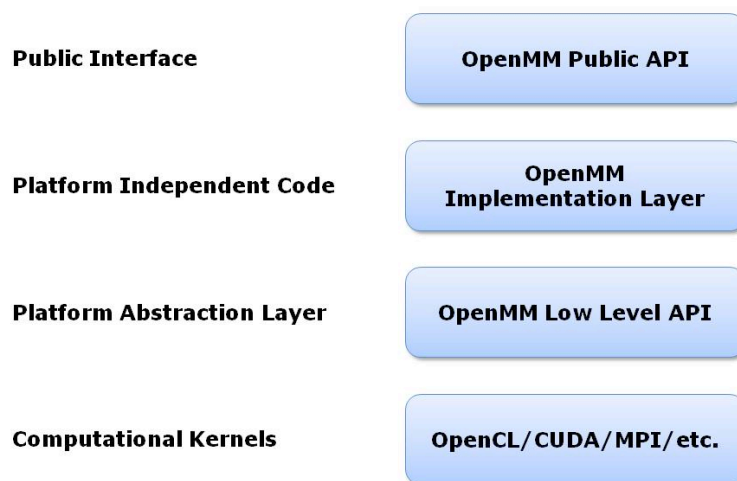 Public Interface
OpenMM Public API
Platform Independent Code
OpenMM
Implementation Layer
Platform Abstraction Layer
OpenMM Low Level API
Computational Kernels
OpenCL/CUDA/MPI/etc.